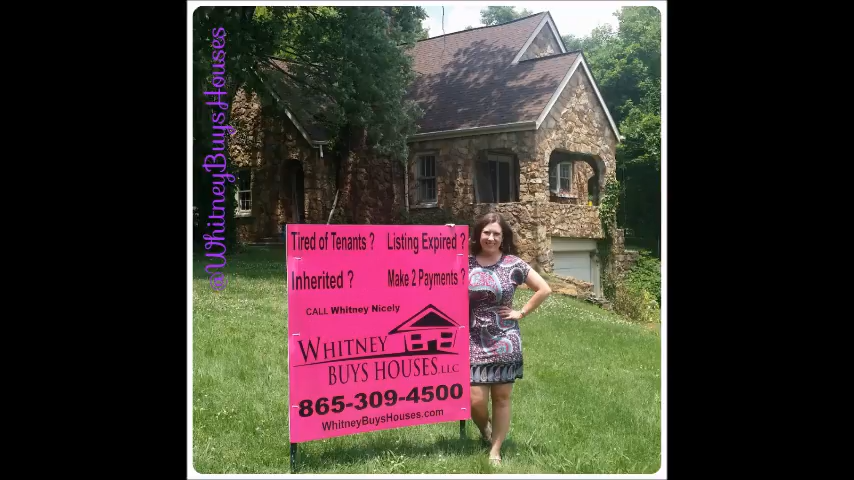 @WhitneyBuysHouses
Tired of Tenants ? Listing Expired ?
Inherited ? Make 2 Payments ?
CALL Whitney Nicely
WHITNEY
BUYS HOUSES, LLC
865-309-4500
WhitneyBuysHouses.com